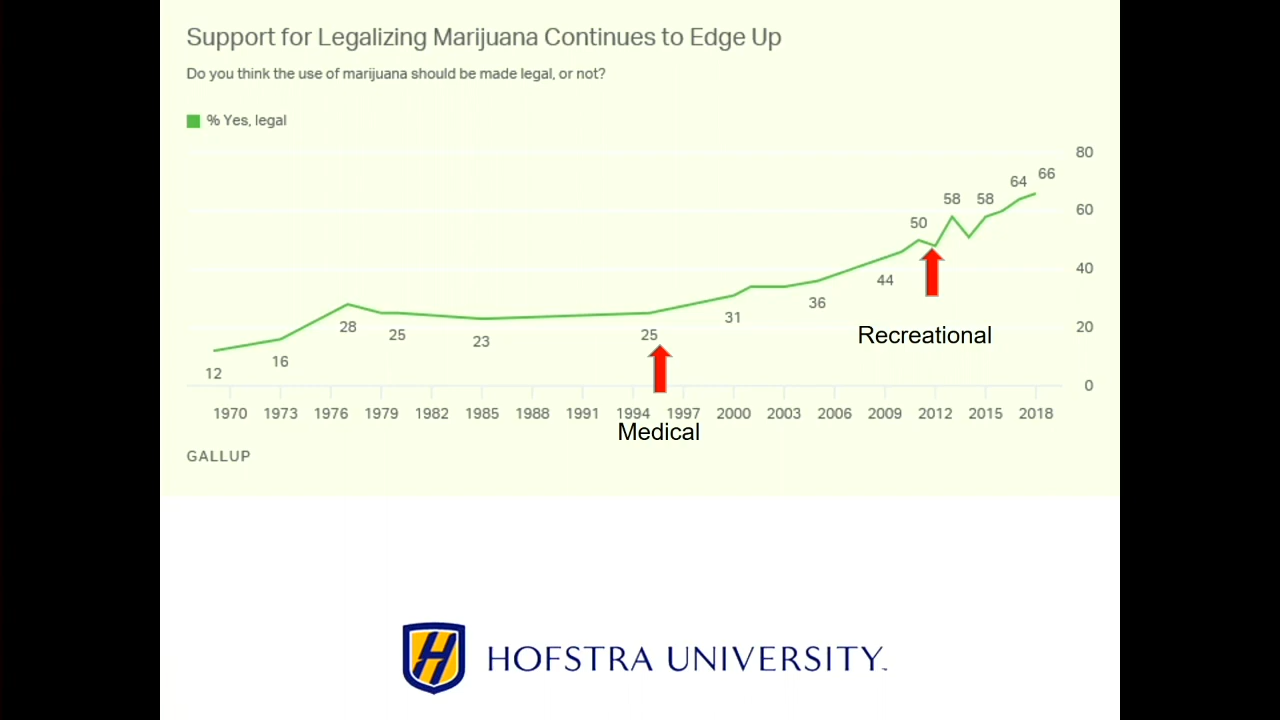 Support for Legalizing Marijuana Continues to Edge Up
Do you think the use of marijuana should be made legal, or not?
% Yes, legal
80
66
64
58 58
60
50
40
44
36
31
28
25
25
23
20
Recreational
16
12
0
1970 1973 1976 1979 1982 1985 1988 1991 1994 1997 2000 2003 2006 2009 2012 2015 2018
Medical
GALLUP
HOFSTRA UNIVERSITY™